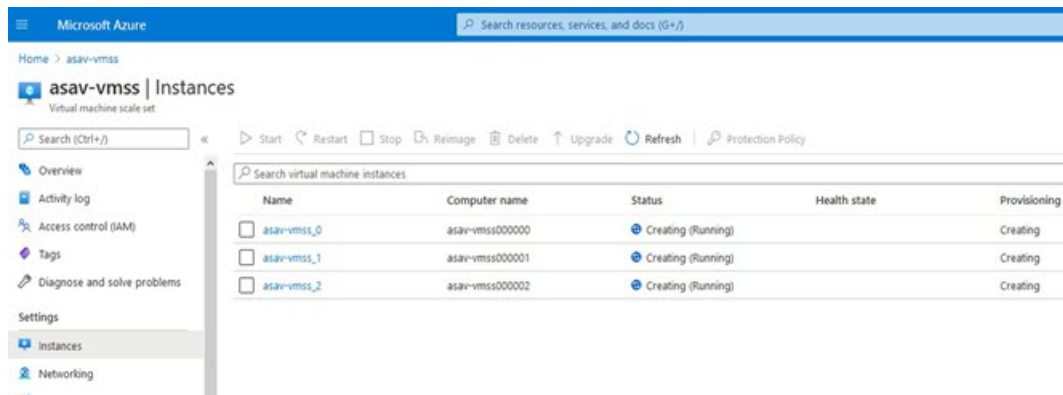 Microsoft Azure
Search resources, services, and docs (G+/)
Home > asav-vmss
asav-vmss | Instances
Virtual machine scale set
Search (Ctrl+/)
«
Start Restart Stop Reimage Delete Upgrade Refresh Protection Policy
Search virtual machine instances
Overview
Activity log
Access control (IAM)
Tags
Diagnose and solve problems
Settings
Instances
Networking
Name Computer name Status Health state Provisioning
asav-vmss_0 asav-vmss000000 Creating (Running) Creating
asav-vmss_1 asav-vmss000001 Creating (Running) Creating
asav-vmss_2 asav-vmss000002 Creating (Running) Creating